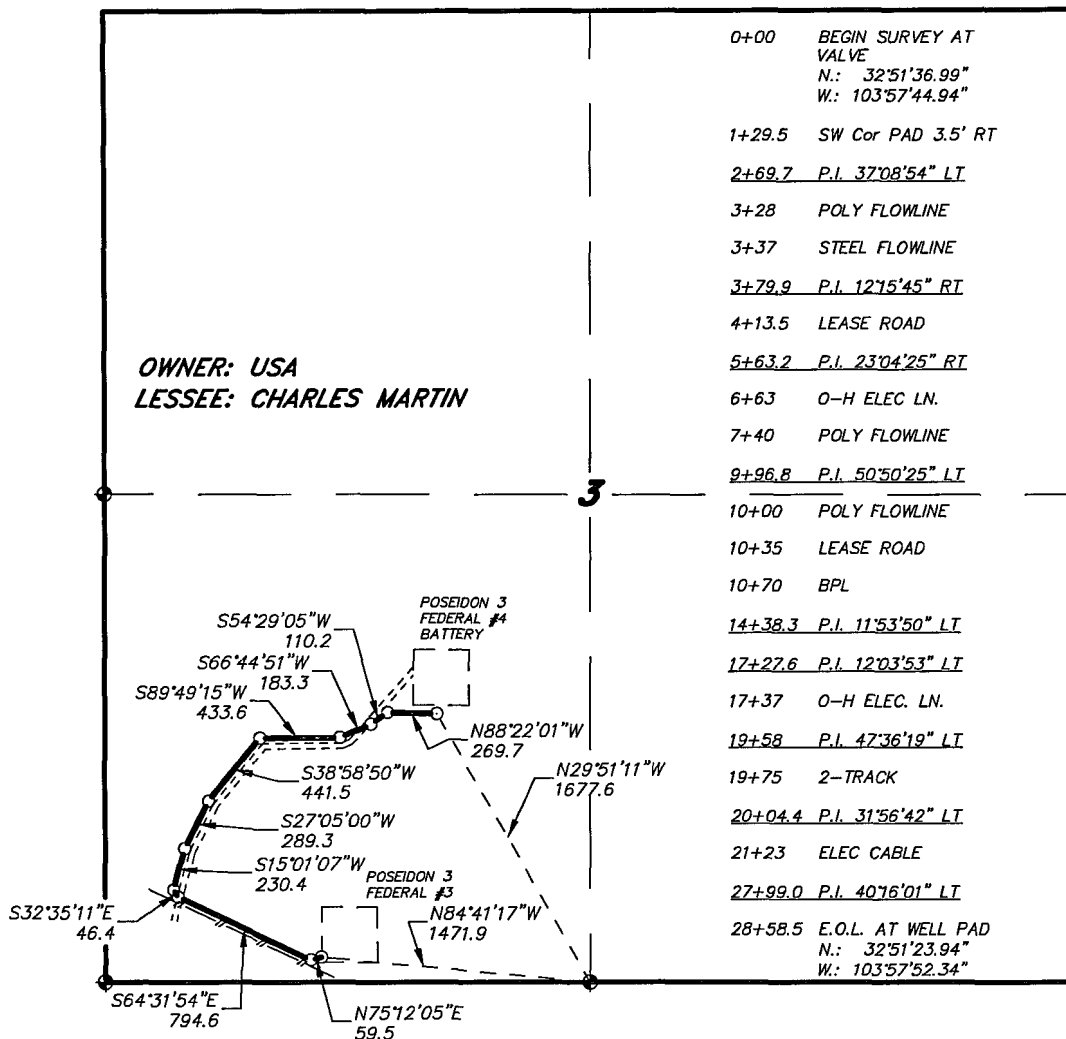 0+00 BEGIN SURVEY AT
VALVE
N.: 32°51'36.99"
W.: 103°57'44.94"
1+29.5 SW Cor PAD 3.5' RT
2+69.7 P.I. 37°08'54" LT
3+28 POLY FLOWLINE
3+37 STEEL FLOWLINE
3+79.9 P.I. 12°15'45" RT
4+13.5 LEASE ROAD
5+63.2 P.I. 23°04'25" RT
6+63 O-H ELEC LN.
7+40 POLY FLOWLINE
9+96.8 P.I. 50°50'25" LT
10+00 POLY FLOWLINE
10+35 LEASE ROAD
10+70 BPL
14+38.3 P.I. 11°53'50" LT
17+27.6 P.I. 12°03'53" LT
17+37 O-H ELEC. LN.
19+58 P.I. 47°36'19" LT
19+75 2-TRACK
20+04.4 P.I. 31°56'42" LT
21+23 ELEC CABLE
27+99.0 P.I. 40°16'01" LT
28+58.5 E.O.L. AT WELL PAD
N.: 32°51'23.94"
W.: 103°57'52.34"
OWNER: USA
LESSEE: CHARLES MARTIN
3
POSEIDON 3
FEDERAL #4
BATTERY
S54°29'05"W
110.2
S66°44'51"W
183.3
S89°49'15"W
433.6
N88°22'01"W
269.7
N29°51'11"W
1677.6
S38°58'50"W
441.5
S27°05'00"W
289.3
S15°01'07"W
230.4
POSEIDON 3
FEDERAL #3
S32°35'11"E
46.4
N84°41'17"W
1471.9
S64°31'54"E
794.6
N75°12'05"E
59.5